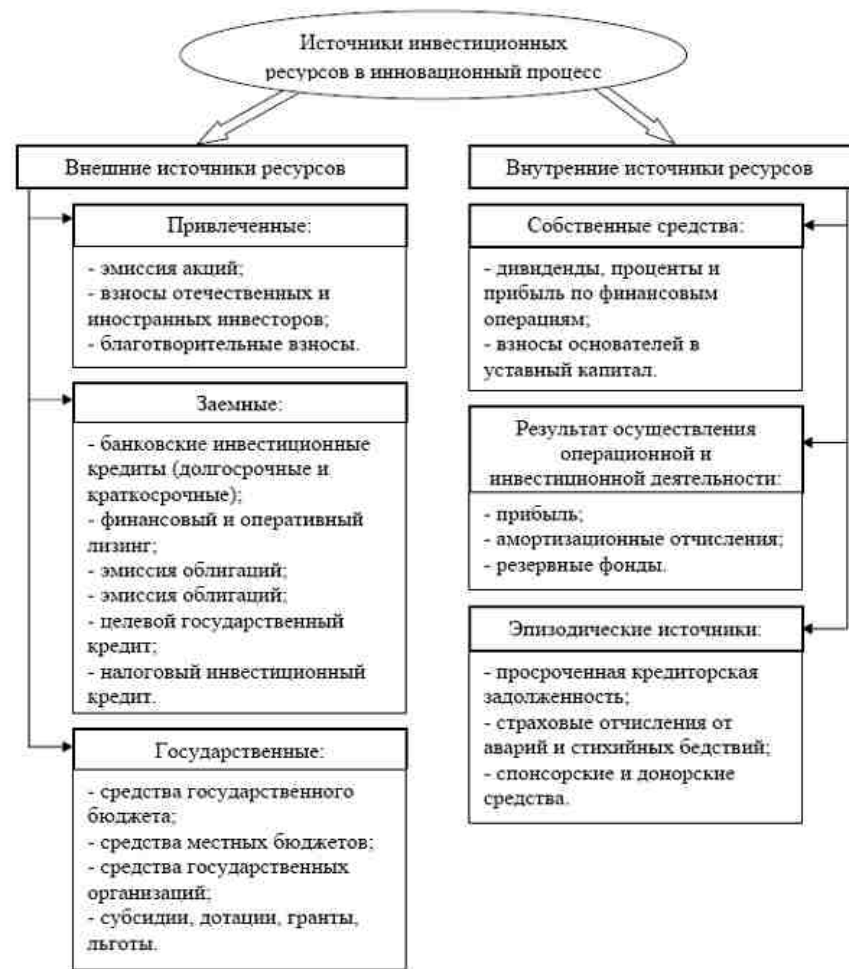 Источники инвестиционных
ресурсов в инновационный процесс
Внешние источники ресурсов
Привлеченные:
- эмиссия акций;
- взносы отечественных и
иностранных инвесторов;
- благотворительные взносы.
Заемные:
- банковские инвестиционные
кредиты (долгосрочные и
краткосрочные);
- финансовый и оперативный
лизинг;
- эмиссия облигаций;
- эмиссия облигаций;
- целевой государственный
кредит;
- налоговый инвестиционный
кредит.
Государственные:
- средства государственного
бюджета;
- средства местных бюджетов;
- средства государственных
организаций;
- субсидии, дотации, гранты,
льготы.
Внутренние источники ресурсов
Собственные средства:
- дивиденды, проценты и
прибыль по финансовым
операциям;
- взносы основателей в
уставный капитал.
Результат осуществления
операционной и
инвестиционной деятельности:
- прибыль;
- амортизационные отчисления;
- резервные фонды.
Эпизодические источники:
- просроченная кредиторская
задолженность;
- страховые отчисления от
аварий и стихийных бедствий;
- спонсорские и донорские
средства.